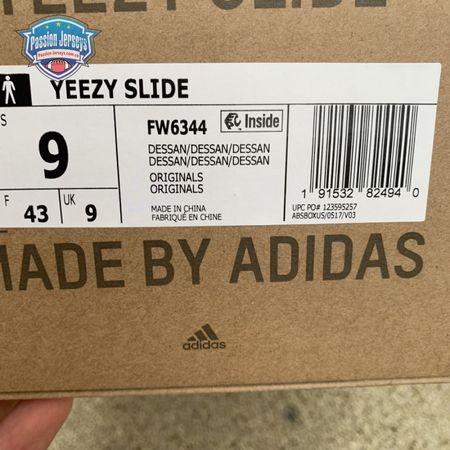 YEEZY SLIDE
Passion Jerseys
YEEZY SLIDE
S
9
F
43
UK
9
FW6344
Inside
DESSAN/DESSAN/DESSAN
DESSAN/DESSAN/DESSAN
ORIGINALS
ORIGINALS
MADE IN CHINA
FABRIQUÉ EN CHINE
1 91532 82494 0
UPC PO# 123595257
ABSBOXUS/0517/V03
MADE BY ADIDAS
adidas